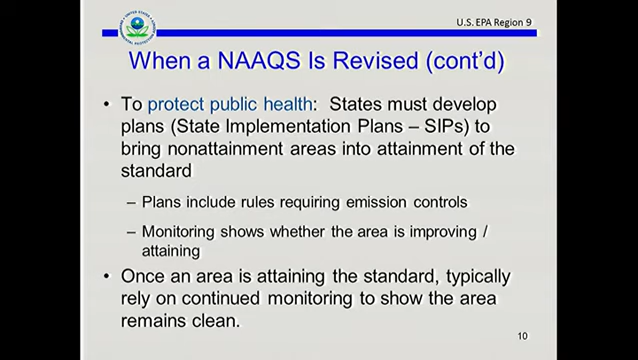 U.S. EPA Region 9
When a NAAQS Is Revised (cont'd)
• To protect public health: States must develop
plans (State Implementation Plans – SIPs) to
bring nonattainment areas into attainment of the
standard
– Plans include rules requiring emission controls
– Monitoring shows whether the area is improving /
attaining
• Once an area is attaining the standard, typically
rely on continued monitoring to show the area
remains clean.
10